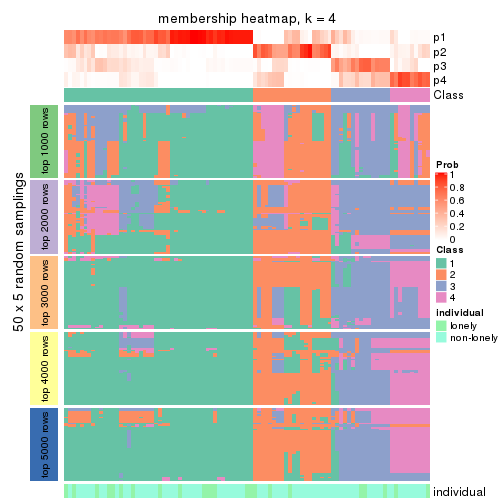 membership heatmap, k = 4
p1
p2
p3
p4
Class
50 x 5 random samplings
top 1000 rows
top 2000 rows
top 3000 rows
top 4000 rows
top 5000 rows
Prob
1
0.8
0.6
0.4
0.2
0
Class
1
2
3
4
individual
lonely
non-lonely
individual